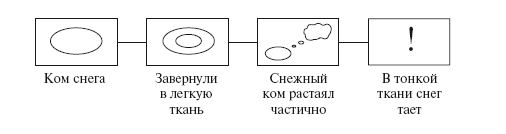 !
Ком снега
Завернули
в легкую
ткань
Снежный
ком растаял
частично
В тонкой
ткани снег
тает